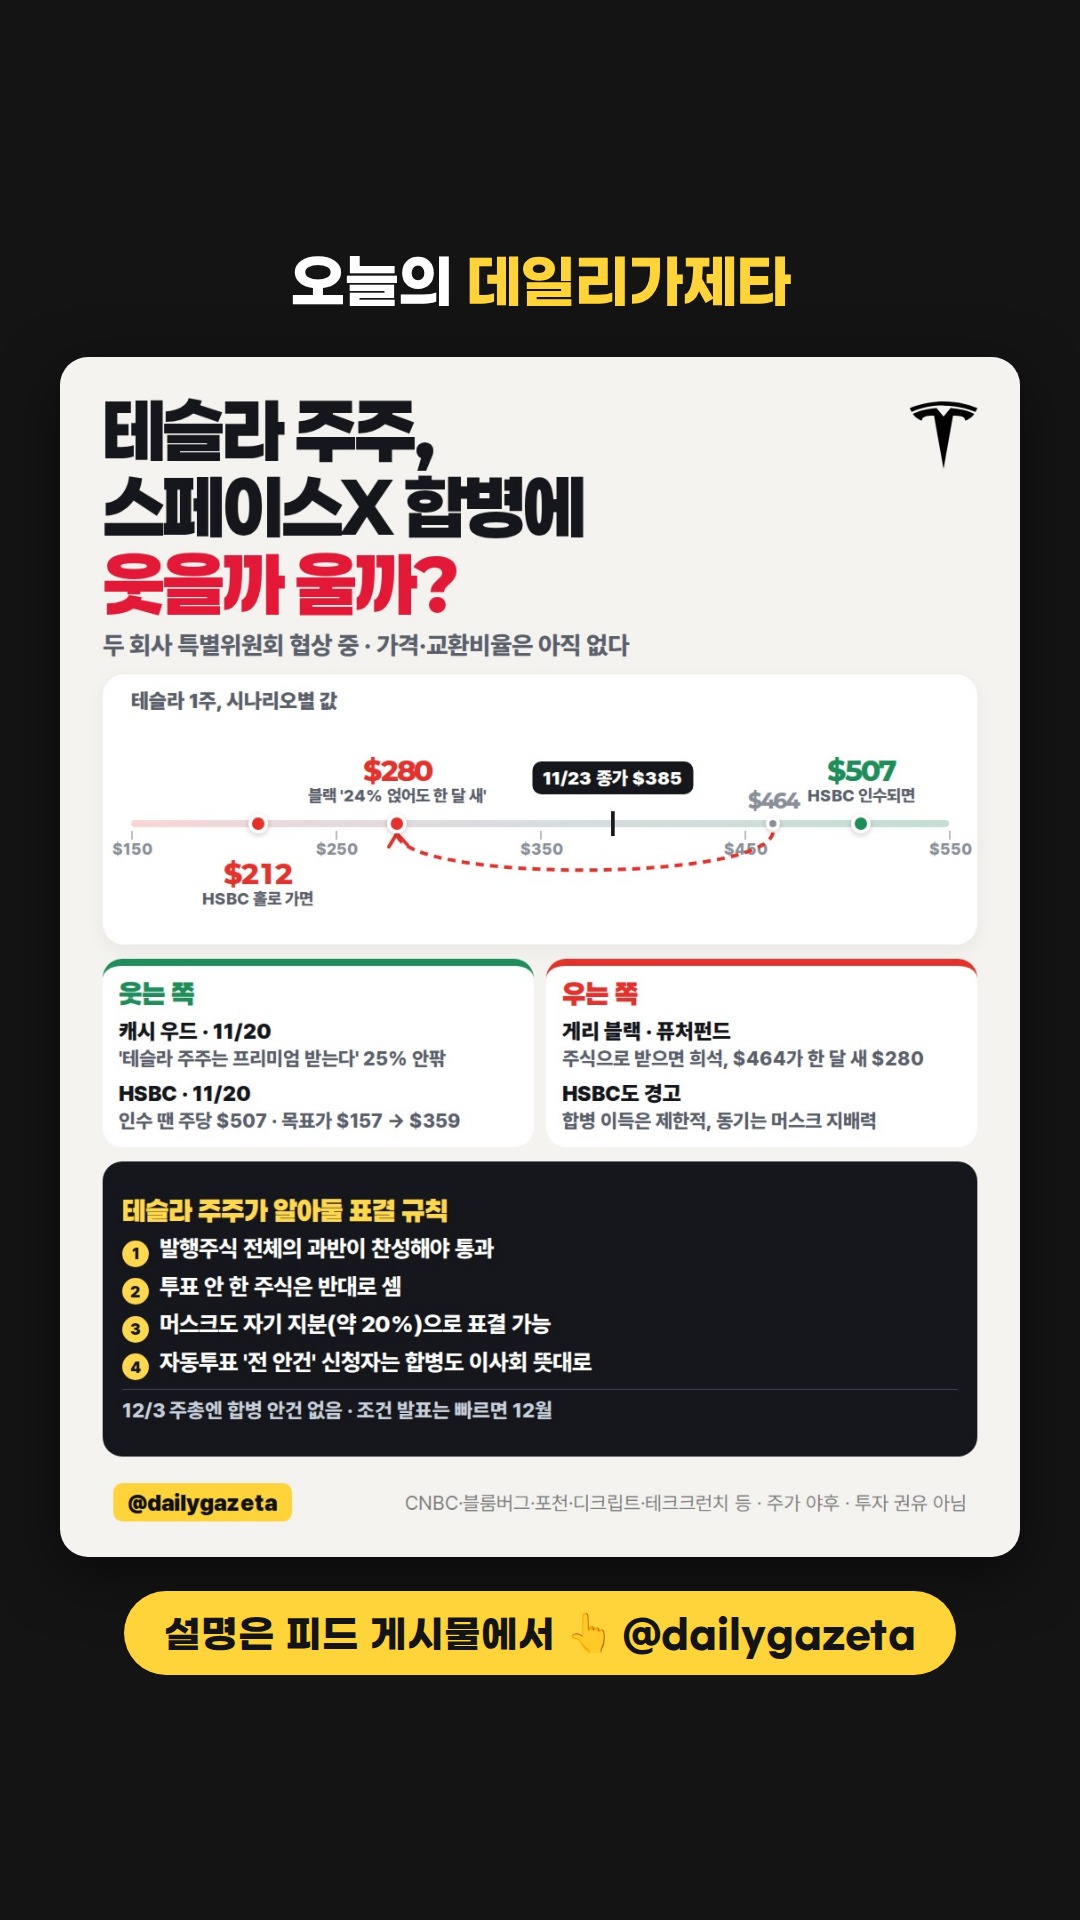 오늘의 데일리가제타
테슬라 주주,
스페이스X 합병에
웃을까 울까?
두 회사 특별위원회 협상 중 · 가격·교환비율은 아직 없다
테슬라 1주, 시나리오별 값
$280
블랙 '24% 얹어도 한 달 새'
11/23 종가 $385
$464
$507
HSBC 인수되면
$150
$250
$350
$450
$550
$212
HSBC 홀로 가면
웃는 쪽
캐시 우드 · 11/20
'테슬라 주주는 프리미엄 받는다' 25% 안팎
HSBC · 11/20
인수 땐 주당 $507 · 목표가 $157 → $359
우는 쪽
게리 블랙 · 퓨처펀드
주식으로 받으면 희석, $464가 한 달 새 $280
HSBC도 경고
합병 이득은 제한적, 동기는 머스크 지배력
테슬라 주주가 알아둘 표결 규칙
1 발행주식 전체의 과반이 찬성해야 통과
2 투표 안 한 주식은 반대로 셈
3 머스크도 자기 지분(약 20%)으로 표결 가능
4 자동투표 '전 안건' 신청자는 합병도 이사회 뜻대로
12/3 주총엔 합병 안건 없음 · 조건 발표는 빠르면 12월
@dailygazeta
CNBC·블룸버그·포천·디크립트·테크크런치 등 · 주가 야후 · 투자 권유 아님
설명은 피드 게시물에서 👆 @dailygazeta